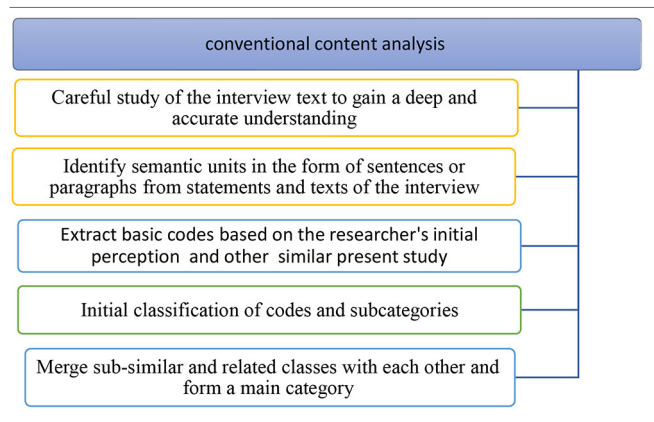 conventional content analysis
Careful study of the interview text to gain a deep and
accurate understanding
Identify semantic units in the form of sentences or
paragraphs from statements and texts of the interview
Extract basic codes based on the researcher's initial
perception and other similar present study
Initial classification of codes and subcategories
Merge sub-similar and related classes with each other and
form a main category